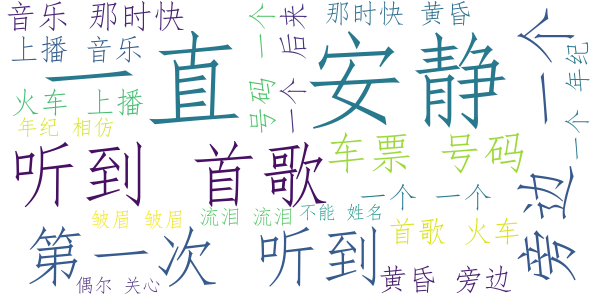 音乐 那时快
上播 音乐
一直 安静
火车 上播
年纪 相仿
号码 一个
一个 后来
那时快 黄昏
一个 旁边
一个 年纪
听到 首歌
车票 号码
一个 一个
皱眉 皱眉
流泪 流泪
不能 姓名
首歌 火车
第一次 听到
偶尔 关心
黄昏 旁边